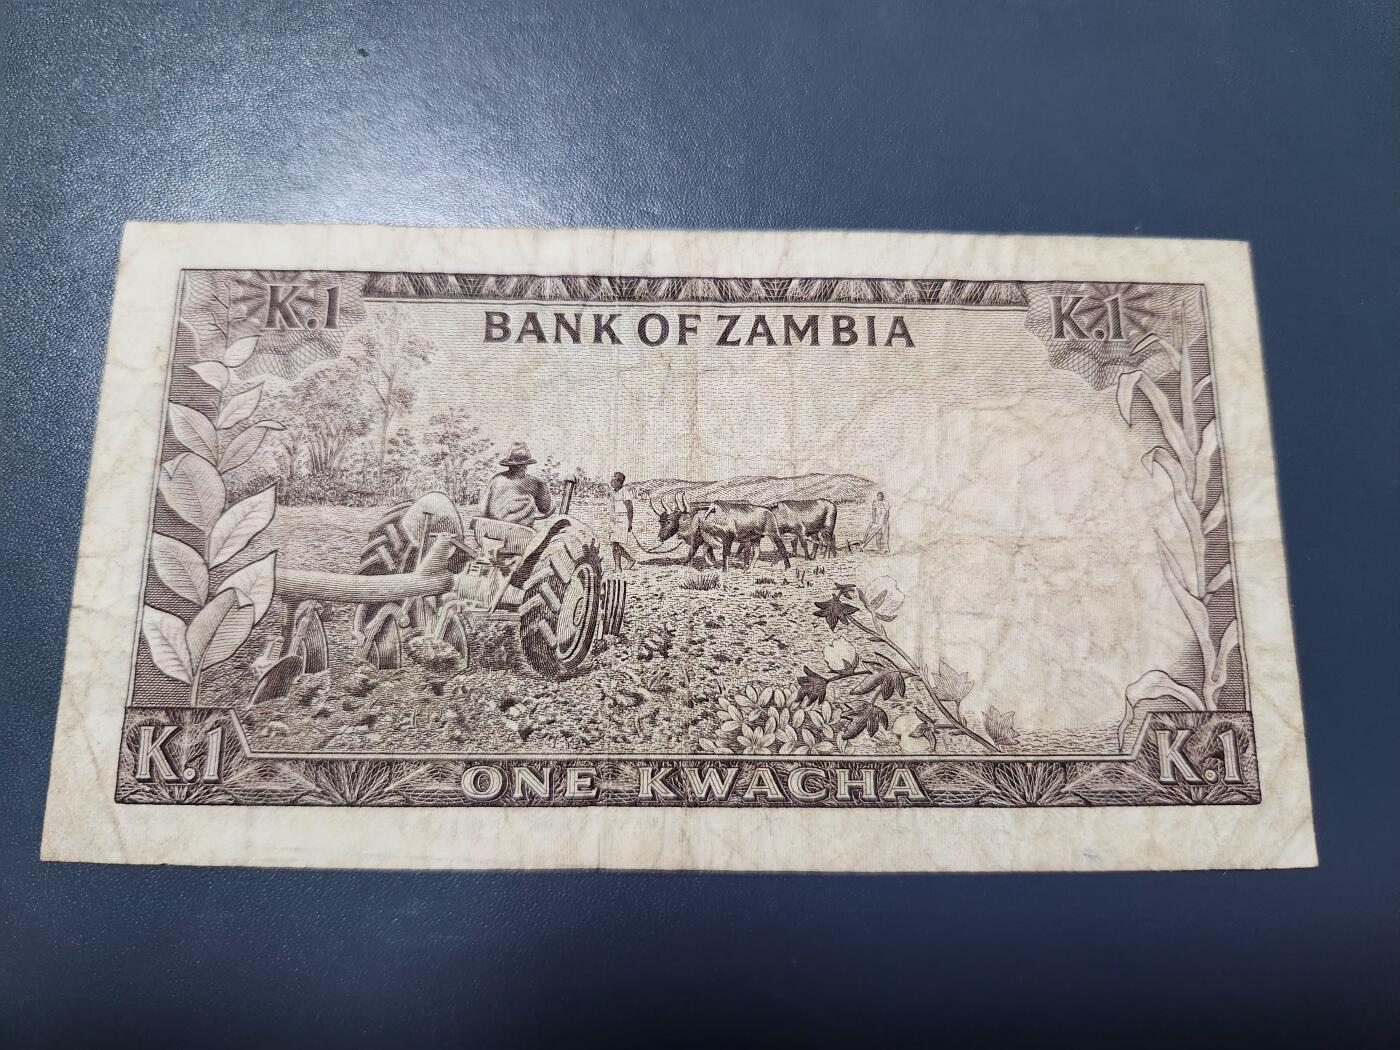 K.1 BANK OF ZAMBIA K.1
K.1 ONE KWACHA K.1